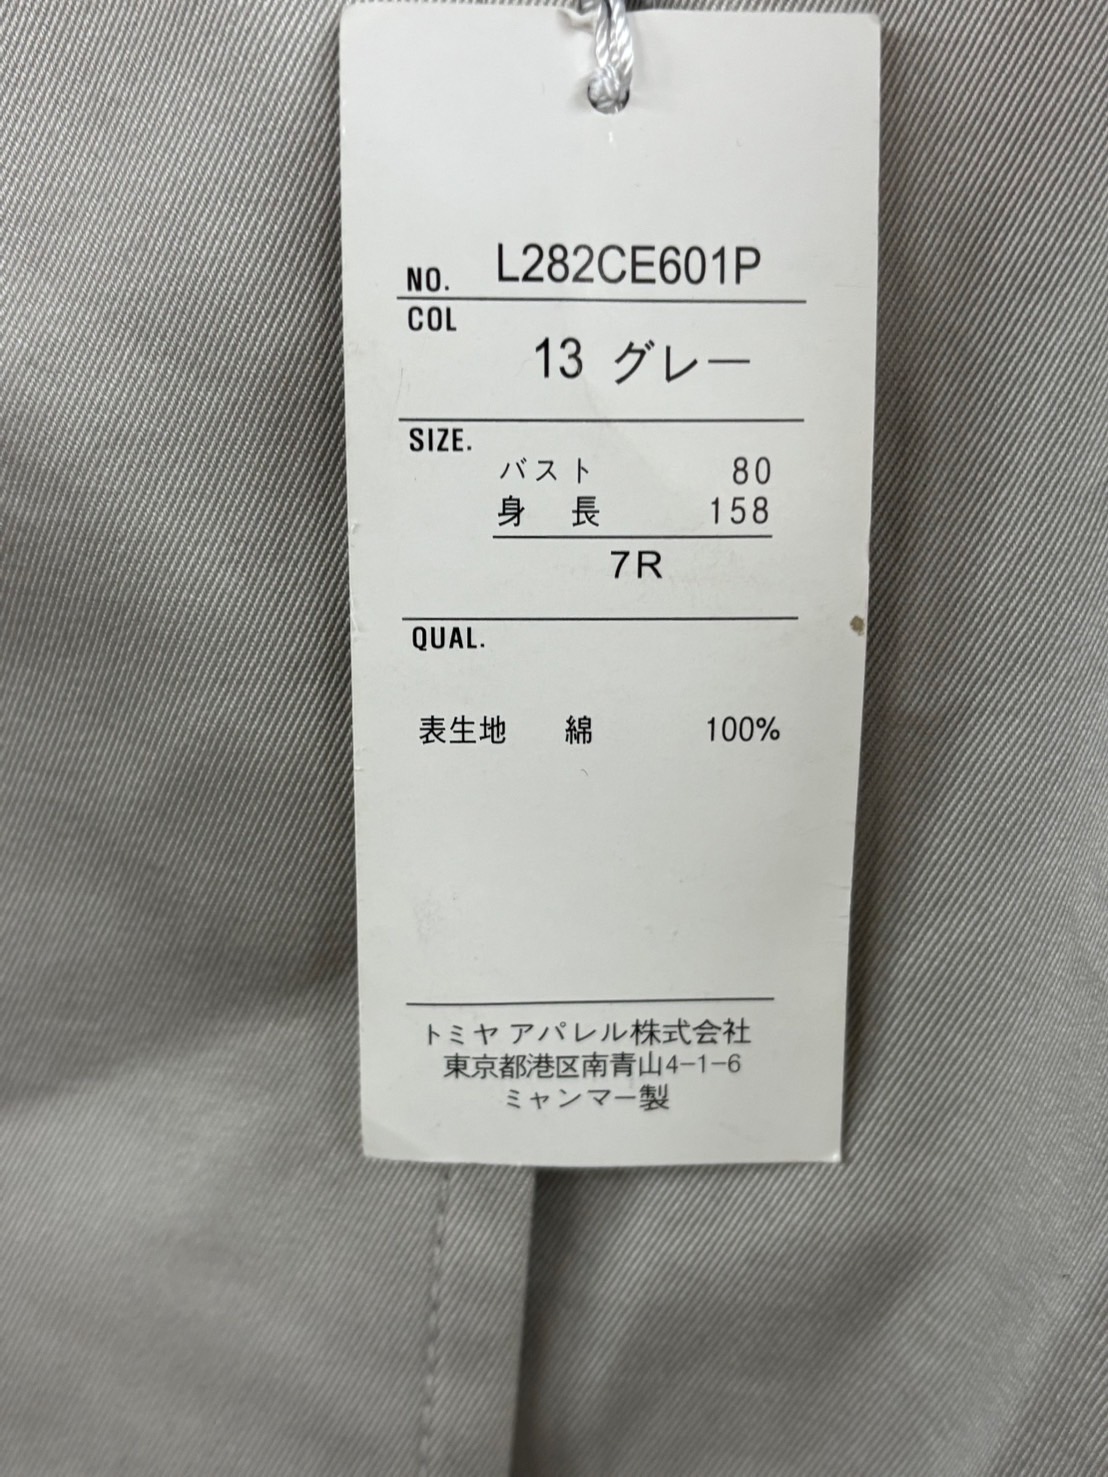 NO. L282CE601P
COL
13 グレー
SIZE.
バスト 80
身 長 158
7R
QUAL.
表生地 綿 100%
トミヤ アパレル株式会社
東京都港区南青山4-1-6
ミャンマー製